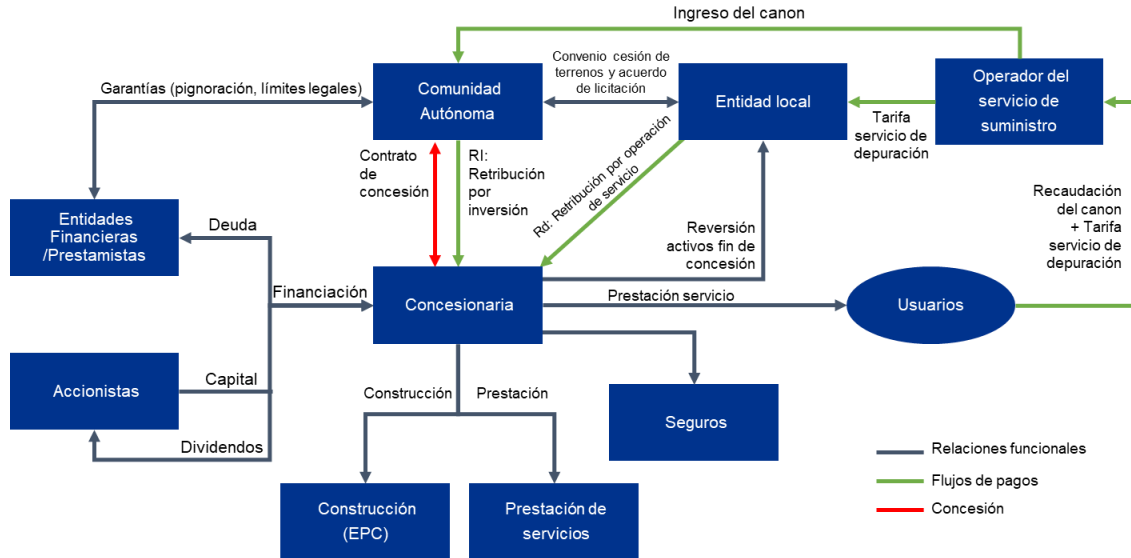 Ingreso del canon
Garantías (pignoración, límites legales)
Comunidad
Autónoma
Convenio cesión de
terrenos y acuerdo
de licitación
Entidad local
Operador del
servicio de
suministro
Tarifa
servicio de
depuración
Contrato
de
concesión
RI:
Retribución
por
inversión
Rd: Retribución por operación
de servicio
Recaudación
del canon
+ Tarifa
servicio de
depuración
Entidades
Financieras
/Prestamistas
Deuda
Reversión
activos fin de
concesión
Financiación
Concesionaria
Prestación servicio
Usuarios
Accionistas
Capital
Dividendos
Construcción
Prestación
Seguros
Construcción
(EPC)
Prestación de
servicios
Relaciones funcionales
Flujos de pagos
Concesión